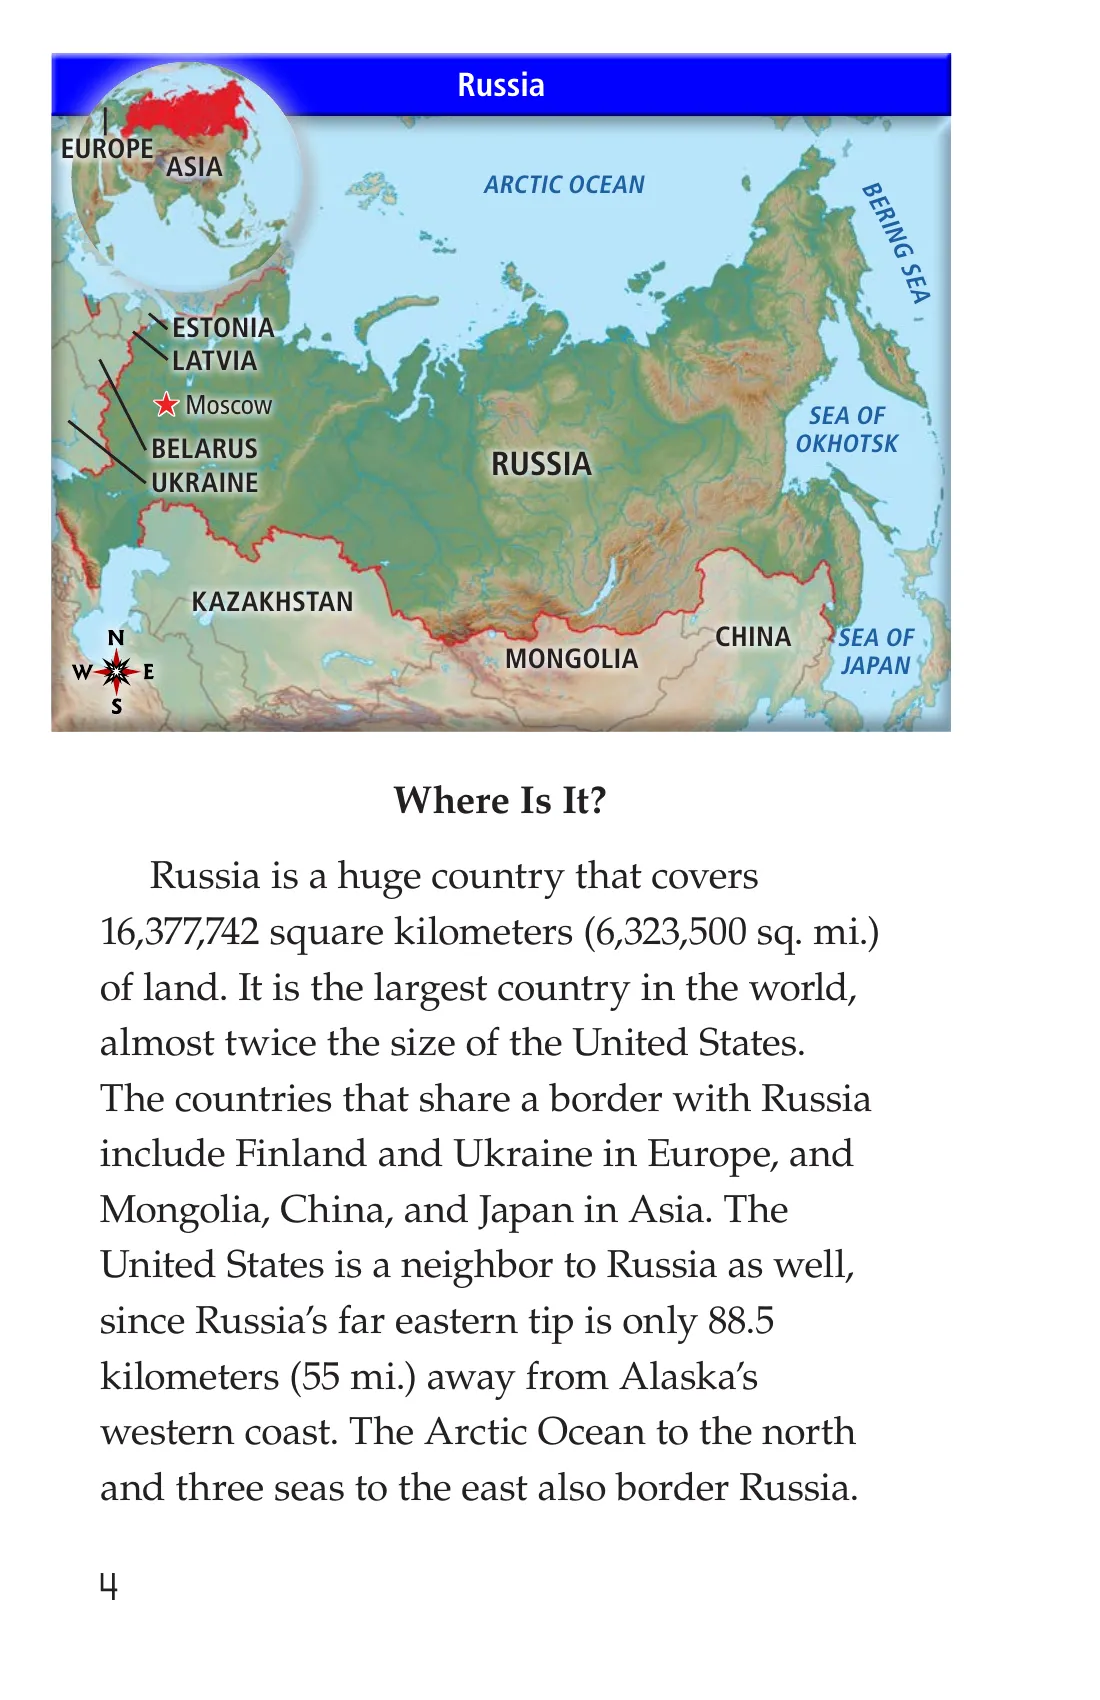 Russia
EUROPE
ASIA
ARCTIC OCEAN
BERING SEA
ESTONIA
LATVIA
Moscow
SEA OF
OKHOTSK
BELARUS
RUSSIA
UKRAINE
KAZAKHSTAN
N
W E
S
MONGOLIA
CHINA
SEA OF
JAPAN
Where Is It?
Russia is a huge country that covers
16,377,742 square kilometers (6,323,500 sq. mi.)
of land. It is the largest country in the world,
almost twice the size of the United States.
The countries that share a border with Russia
include Finland and Ukraine in Europe, and
Mongolia, China, and Japan in Asia. The
United States is a neighbor to Russia as well,
since Russia’s far eastern tip is only 88.5
kilometers (55 mi.) away from Alaska’s
western coast. The Arctic Ocean to the north
and three seas to the east also border Russia.
4